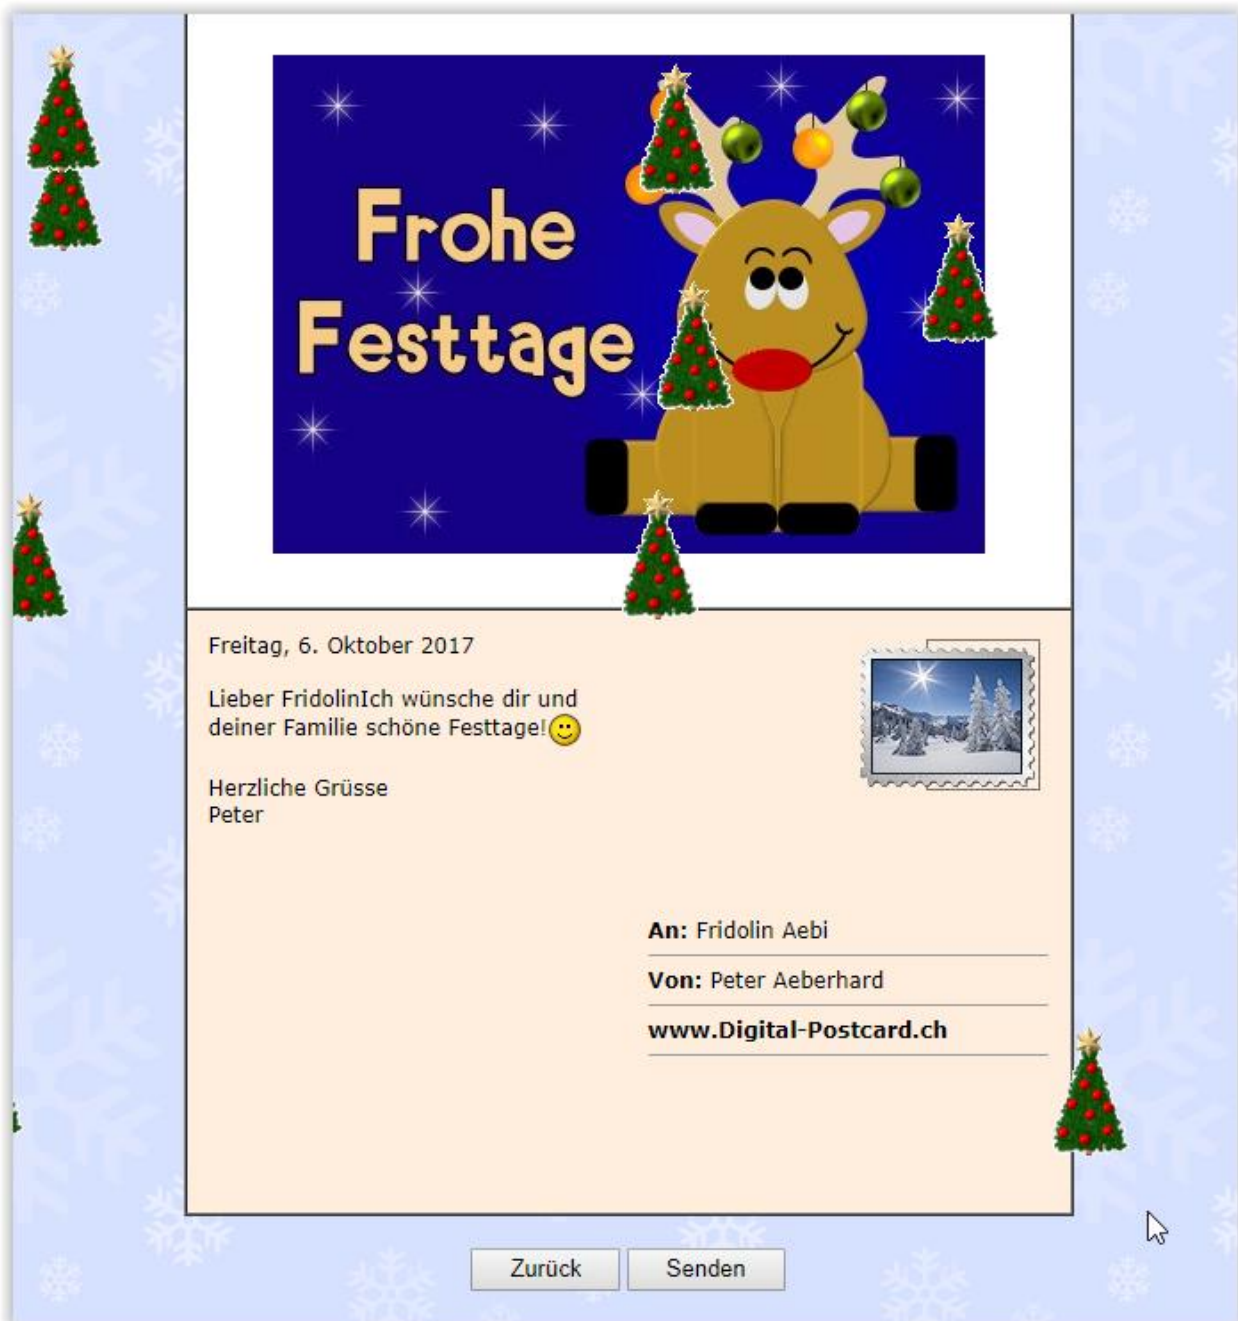 Frohe
Festtage
Freitag, 6. Oktober 2017
Lieber FridolinIch wünsche dir und
deiner Familie schöne Festtage!
Herzliche Grüsse
Peter
An: Fridolin Aebi
Von: Peter Aeberhard
www.Digital-Postcard.ch
Zurück Senden